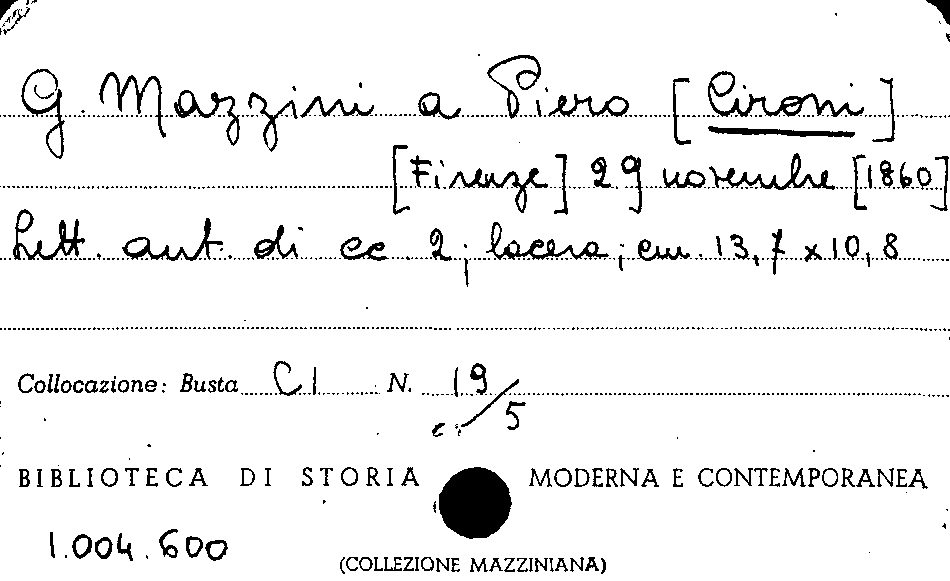 G. Mazzini a Piero [Cironi]
[Firenze] 29 novembre [1860]
Lett. aut. di cc. 2; lacera; cm. 13,7 x 10,8
Collocazione: Busta CI N. 19/5
BIBLIOTECA DI STORIA MODERNA E CONTEMPORANEA
1.004.600
(COLLEZIONE MAZZINIANA)